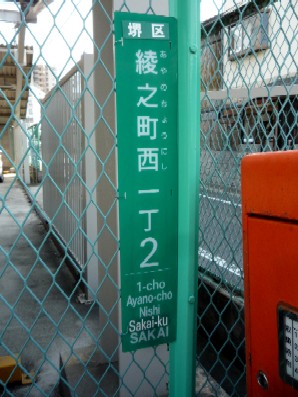 堺区
綾之町西一丁2
あやのちょうにし
1-cho
Ayano-cho
Nishi
Sakai-ku
SAKAI